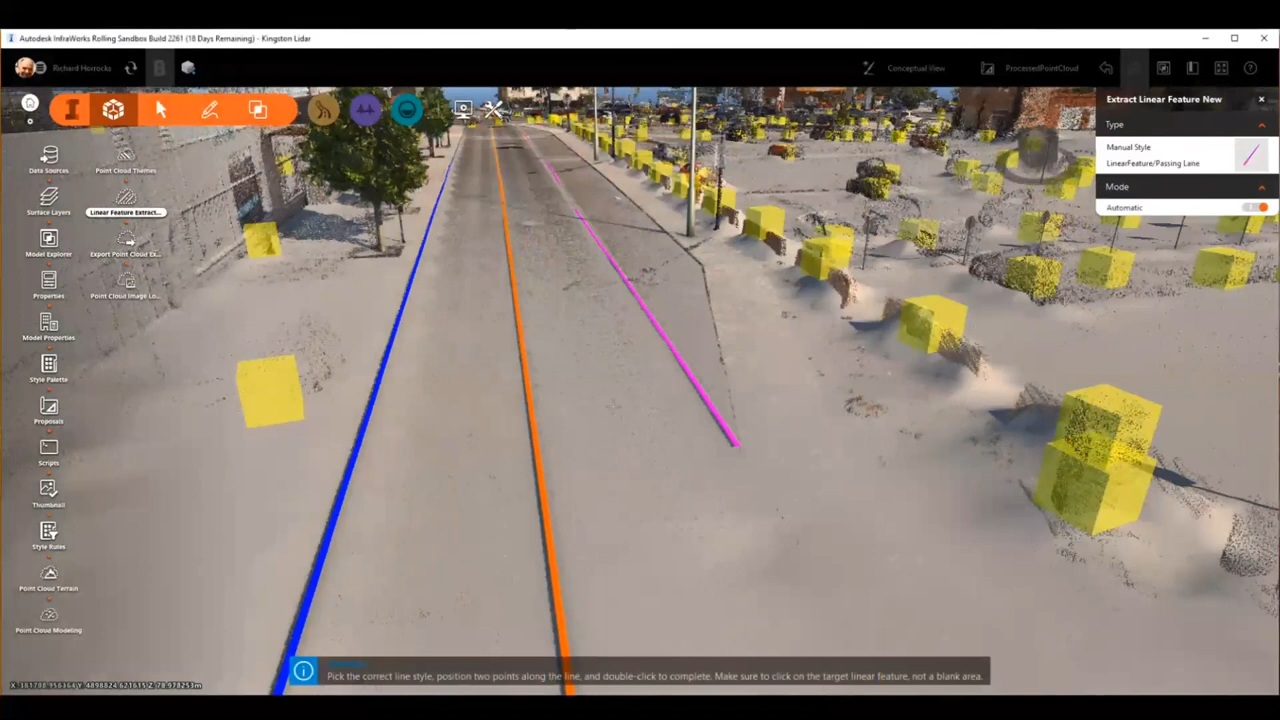 Autodesk InfraWorks Rolling Sandbox Build 2261 (18 Days Remaining) - Kingston Lidar
Richard Horrocks
Conceptual View
ProcessedPointCloud
Extract Linear Feature New
Type
Manual Style
LinearFeature/Passing Lane
Mode
Automatic
Data Sources
Surface Layers
Model Explorer
Properties
Model Properties
Style Palette
Proposals
Scripts
Thumbnail
Style Rules
Point Cloud Terrain
Point Cloud Modeling
Point Cloud Themes
Linear Feature Extract...
Export Point Cloud Ex...
Point Cloud Image Lo...
Pick the correct line style, position two points along the line, and double-click to complete. Make sure to click on the target linear feature, not a blank area.